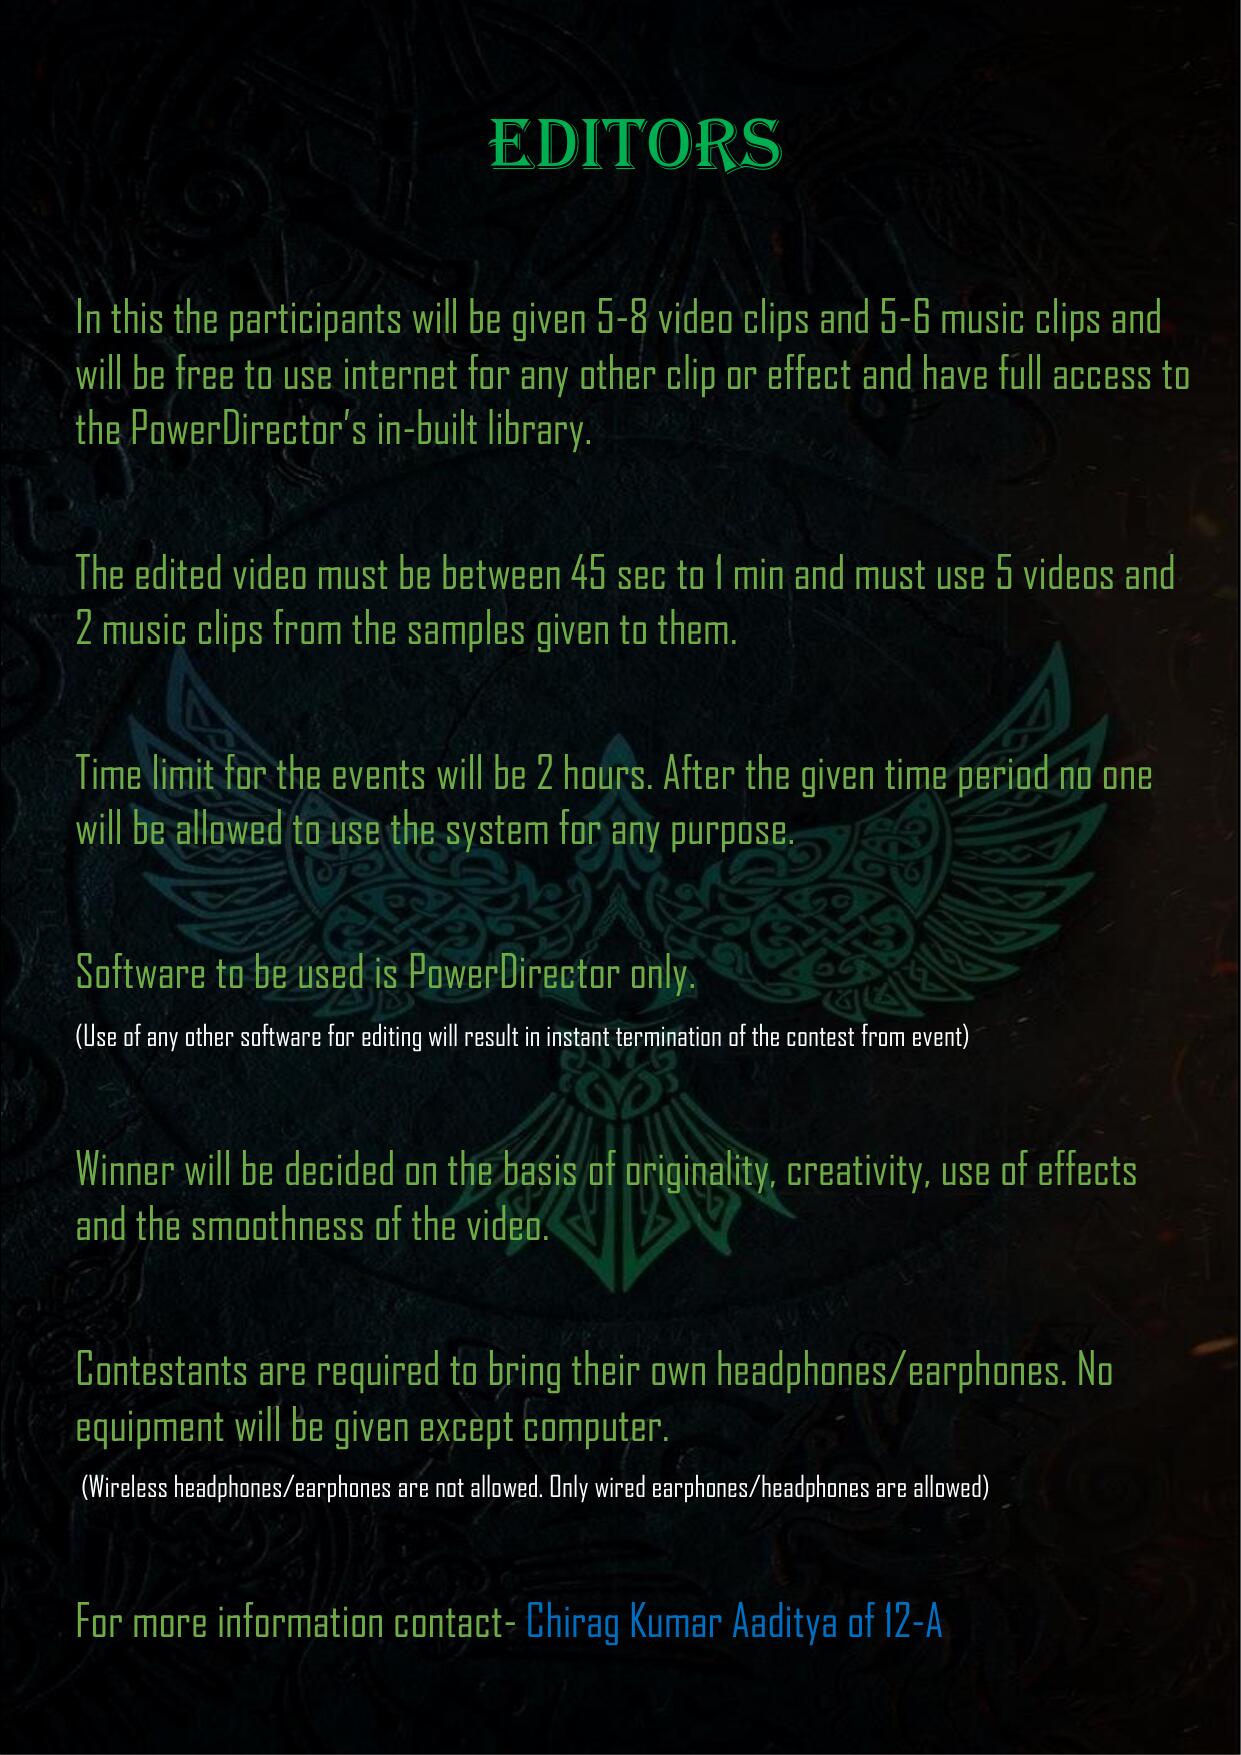 EDITORS
In this the participants will be given 5-8 video clips and 5-6 music clips and
will be free to use internet for any other clip or effect and have full access to
the PowerDirector’s in-built library.
The edited video must be between 45 sec to 1 min and must use 5 videos and
2 music clips from the samples given to them.
Time limit for the events will be 2 hours. After the given time period no one
will be allowed to use the system for any purpose.
Software to be used is PowerDirector only.
(Use of any other software for editing will result in instant termination of the contest from event)
Winner will be decided on the basis of originality, creativity, use of effects
and the smoothness of the video.
Contestants are required to bring their own headphones/earphones. No
equipment will be given except computer.
(Wireless headphones/earphones are not allowed. Only wired earphones/headphones are allowed)
For more information contact- Chirag Kumar Aaditya of 12-A